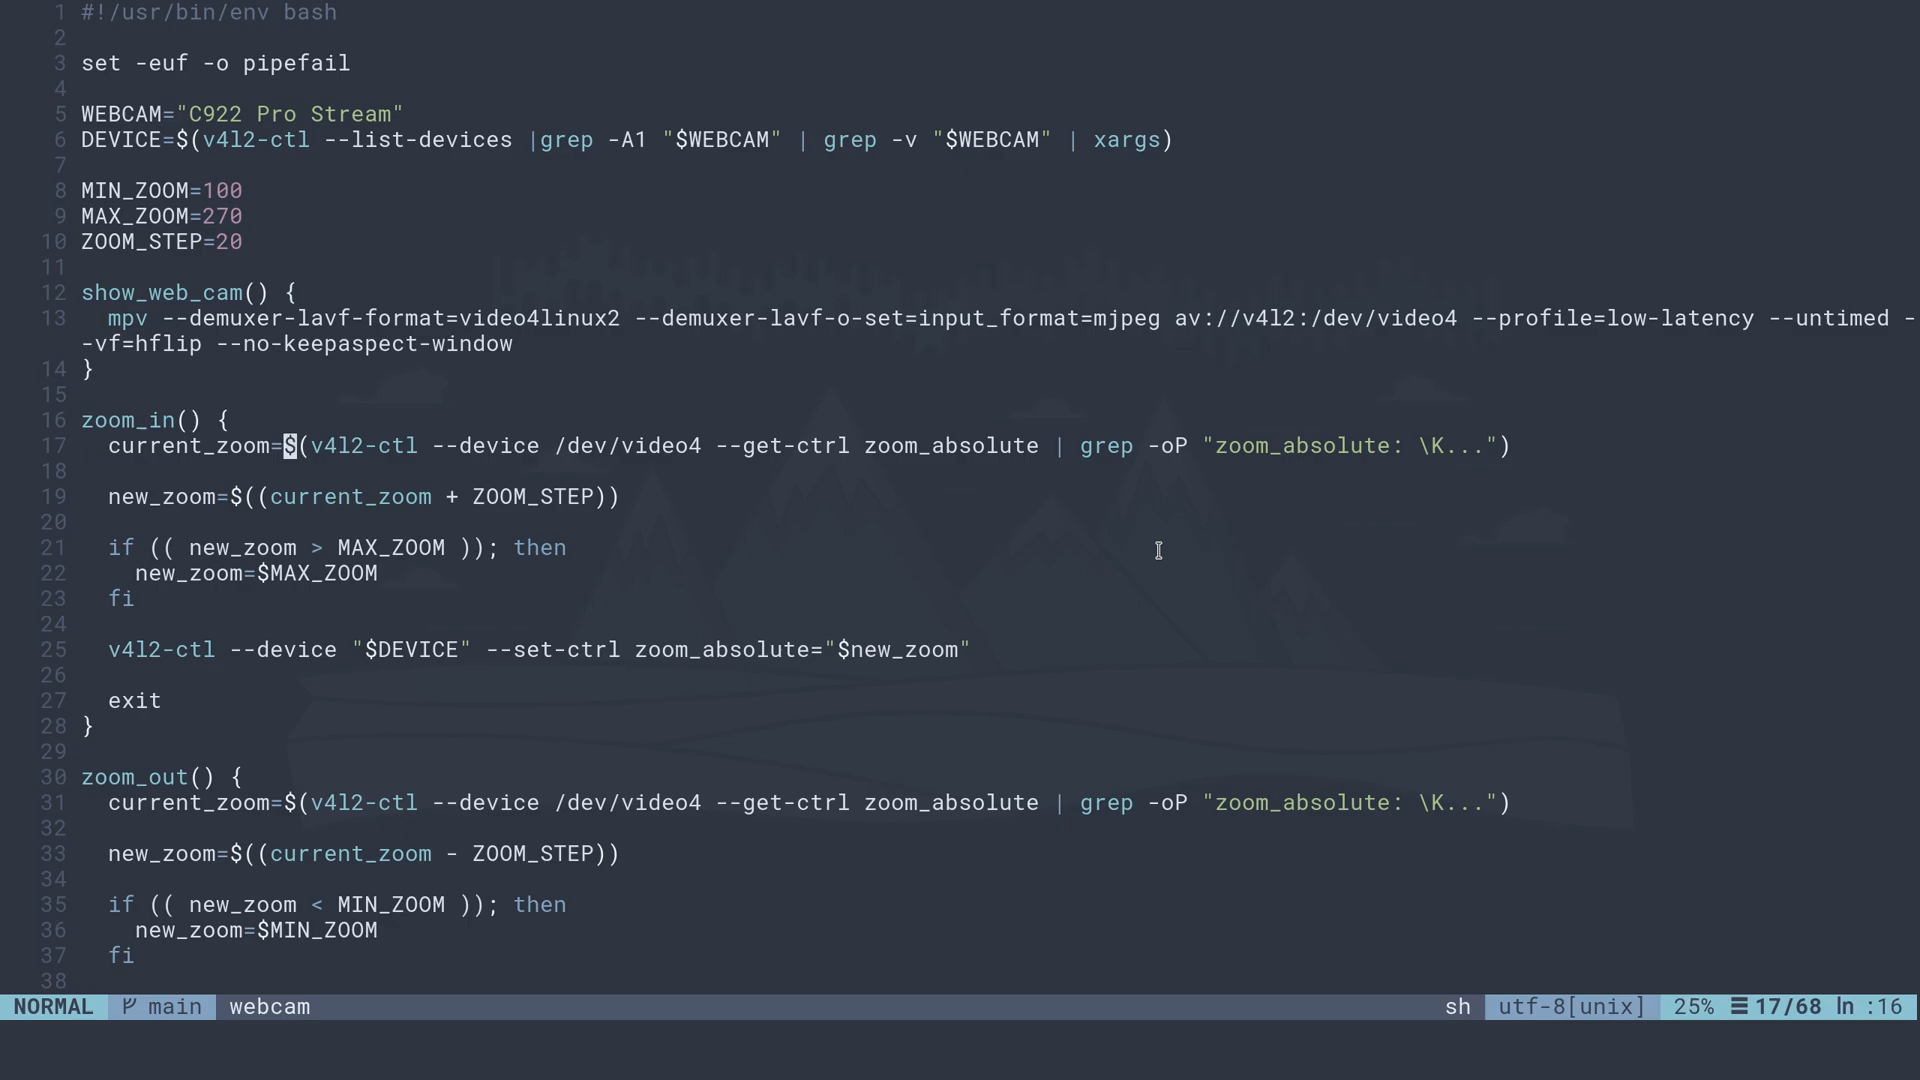 1 #!/usr/bin/env bash
2
3 set -euf -o pipefail
4
5 WEBCAM="C922 Pro Stream"
6 DEVICE=$(v4l2-ctl --list-devices |grep -A1 "$WEBCAM" | grep -v "$WEBCAM" | xargs)
7
8 MIN_ZOOM=100
9 MAX_ZOOM=270
10 ZOOM_STEP=20
11
12 show_web_cam() {
13   mpv --demuxer-lavf-format=video4linux2 --demuxer-lavf-o-set=input_format=mjpeg av://v4l2:/dev/video4 --profile=low-latency --untimed -
-vf=hflip --no-keepaspect-window
14 }
15
16 zoom_in() {
17   current_zoom=$(v4l2-ctl --device /dev/video4 --get-ctrl zoom_absolute | grep -oP "zoom_absolute: \K...")
18
19   new_zoom=$((current_zoom + ZOOM_STEP))
20
21   if (( new_zoom > MAX_ZOOM )); then
22     new_zoom=$MAX_ZOOM
23   fi
24
25   v4l2-ctl --device "$DEVICE" --set-ctrl zoom_absolute="$new_zoom"
26
27   exit
28 }
29
30 zoom_out() {
31   current_zoom=$(v4l2-ctl --device /dev/video4 --get-ctrl zoom_absolute | grep -oP "zoom_absolute: \K...")
32
33   new_zoom=$((current_zoom - ZOOM_STEP))
34
35   if (( new_zoom < MIN_ZOOM )); then
36     new_zoom=$MIN_ZOOM
37   fi
38
NORMAL main webcam sh utf-8[unix] 25% ☰ 17/68 ln :16